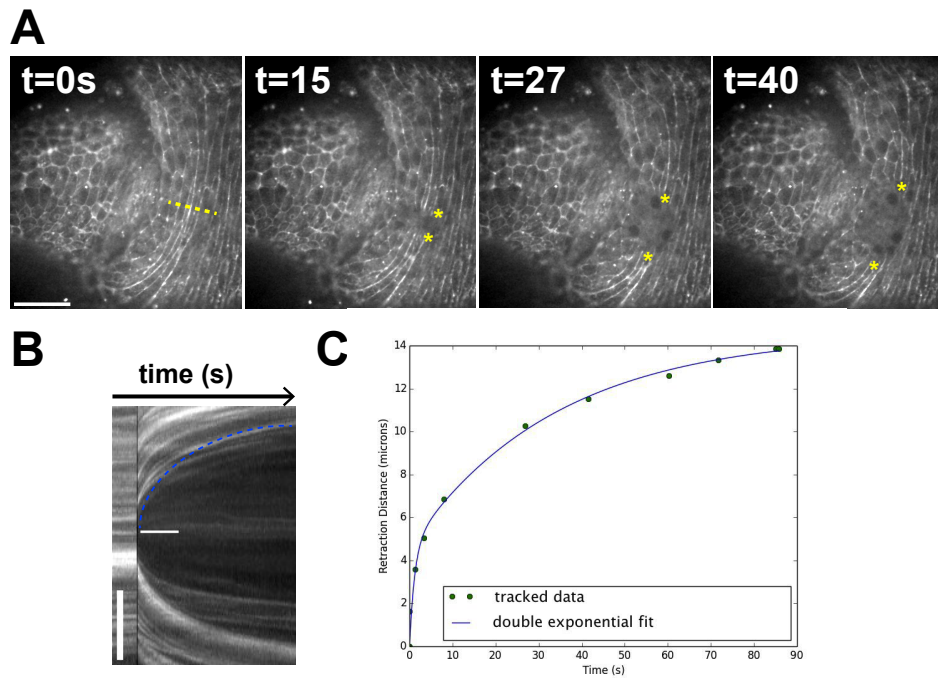 A
t=0s
t=15
t=27
t=40
*
*
*
*
*
*
B
time (s)
C
14
12
10
8
6
4
2
0
Retraction Distance (microns)
tracked data
double exponential fit
0
10
20
30
40
50
60
70
80
90
Time (s)